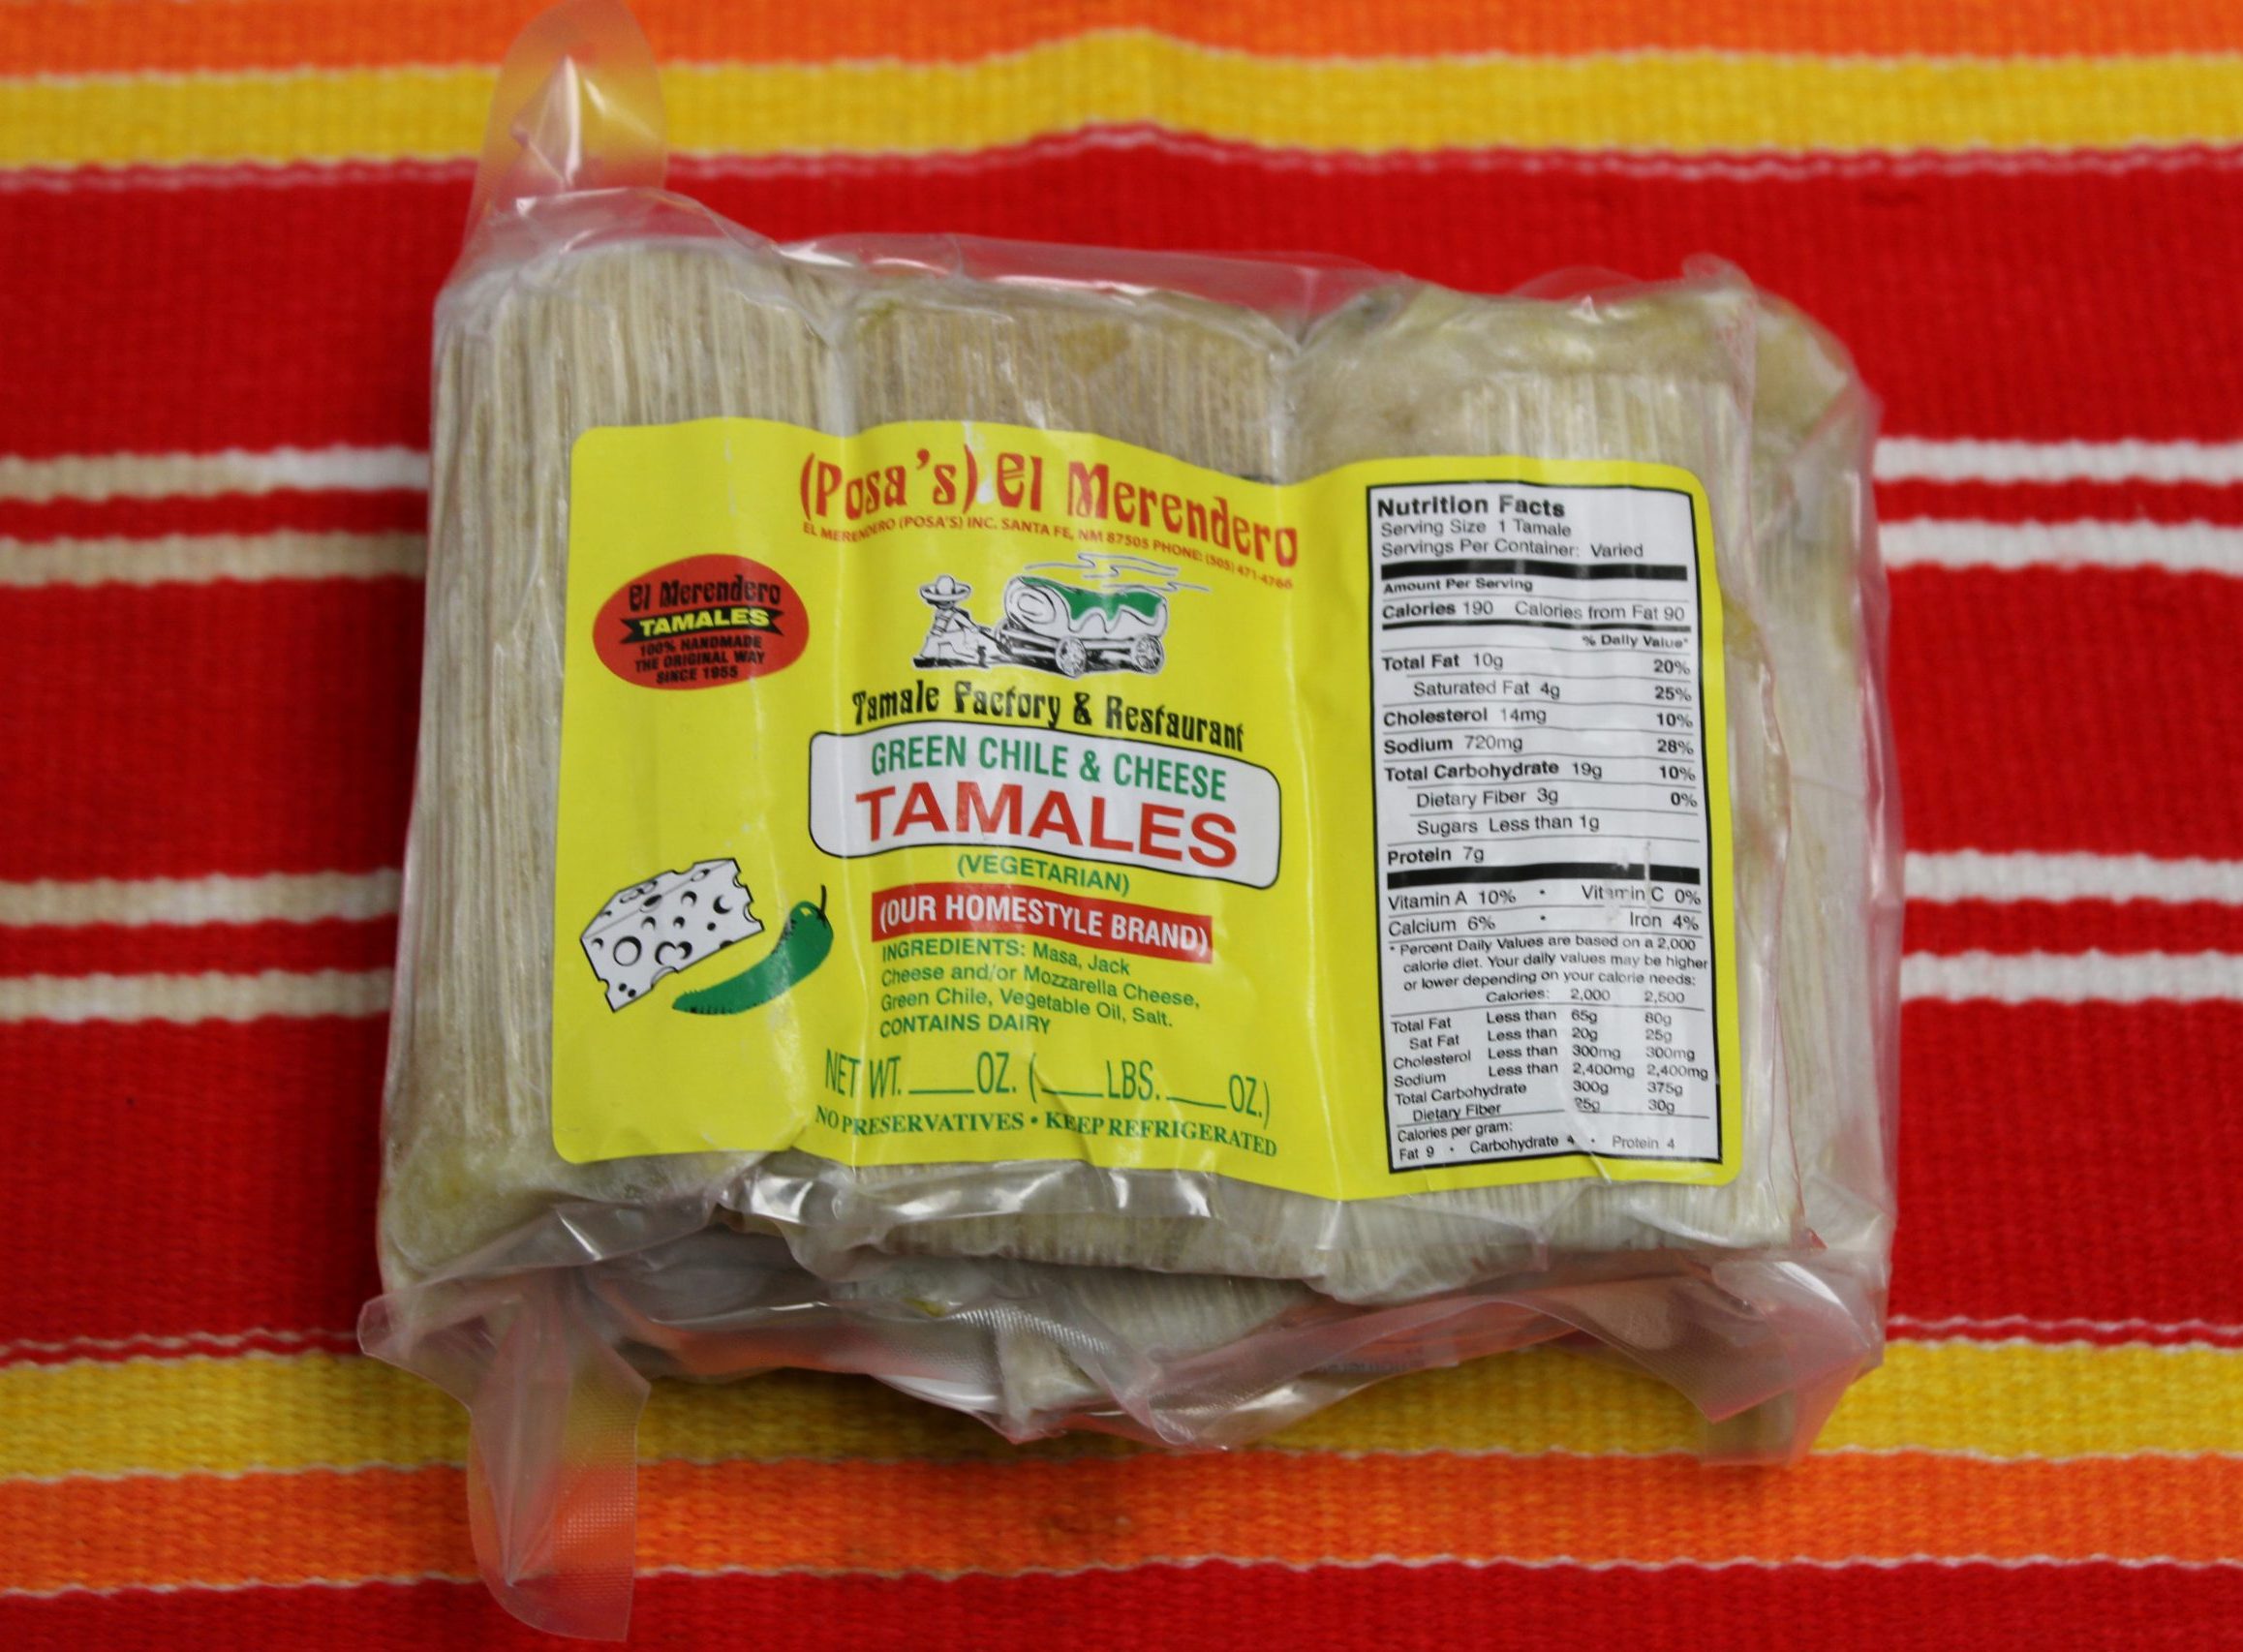 (Posa's) El Merendero
EL MERENDERO (POSA'S) INC. SANTA FE, NM 87505 PHONE: (505) 471-4766
El Merendero
TAMALES
100% HANDMADE
THE ORIGINAL WAY
SINCE 1955
Tamale Factory & Restaurant
GREEN CHILE & CHEESE
TAMALES
(VEGETARIAN)
(OUR HOMESTYLE BRAND)
INGREDIENTS: Masa, Jack
Cheese and/or Mozzarella Cheese,
Green Chile, Vegetable Oil, Salt.
CONTAINS DAIRY
NET WT. ____ OZ. (____ LBS. ____ OZ.)
NO PRESERVATIVES • KEEP REFRIGERATED
Nutrition Facts
Serving Size 1 Tamale
Servings Per Container: Varied
Amount Per Serving
Calories 190 Calories from Fat 90
% Daily Value*
Total Fat 10g 20%
Saturated Fat 4g 25%
Cholesterol 14mg 10%
Sodium 720mg 28%
Total Carbohydrate 19g 10%
Dietary Fiber 3g 0%
Sugars Less than 1g
Protein 7g
Vitamin A 10% • Vitamin C 0%
Calcium 6% • Iron 4%
* Percent Daily Values are based on a 2,000
calorie diet. Your daily values may be higher
or lower depending on your calorie needs:
Calories: 2,000 2,500
Total Fat Less than 65g 80g
Sat Fat Less than 20g 25g
Cholesterol Less than 300mg 300mg
Sodium Less than 2,400mg 2,400mg
Total Carbohydrate 300g 375g
Dietary Fiber 25g 30g
Calories per gram:
Fat 9 • Carbohydrate 4 • Protein 4